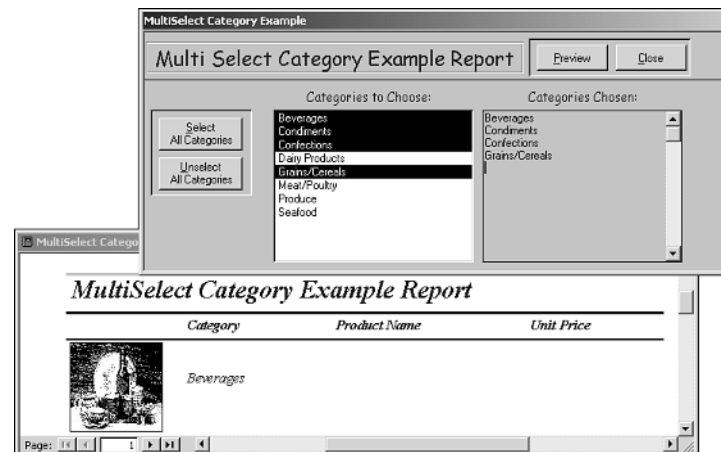 MultiSelect Category Example
Multi Select Category Example Report
Preview
Close
Categories to Choose:
Categories Chosen:
Select
All Categories
Unselect
All Categories
Beverages
Condiments
Confections
Dairy Products
Grains/Cereals
Meat/Poultry
Produce
Seafood
Beverages
Condiments
Confections
Grains/Cereals
MultiSelect Catego
MultiSelect Category Example Report
Category Product Name Unit Price
Beverages
Page: 1